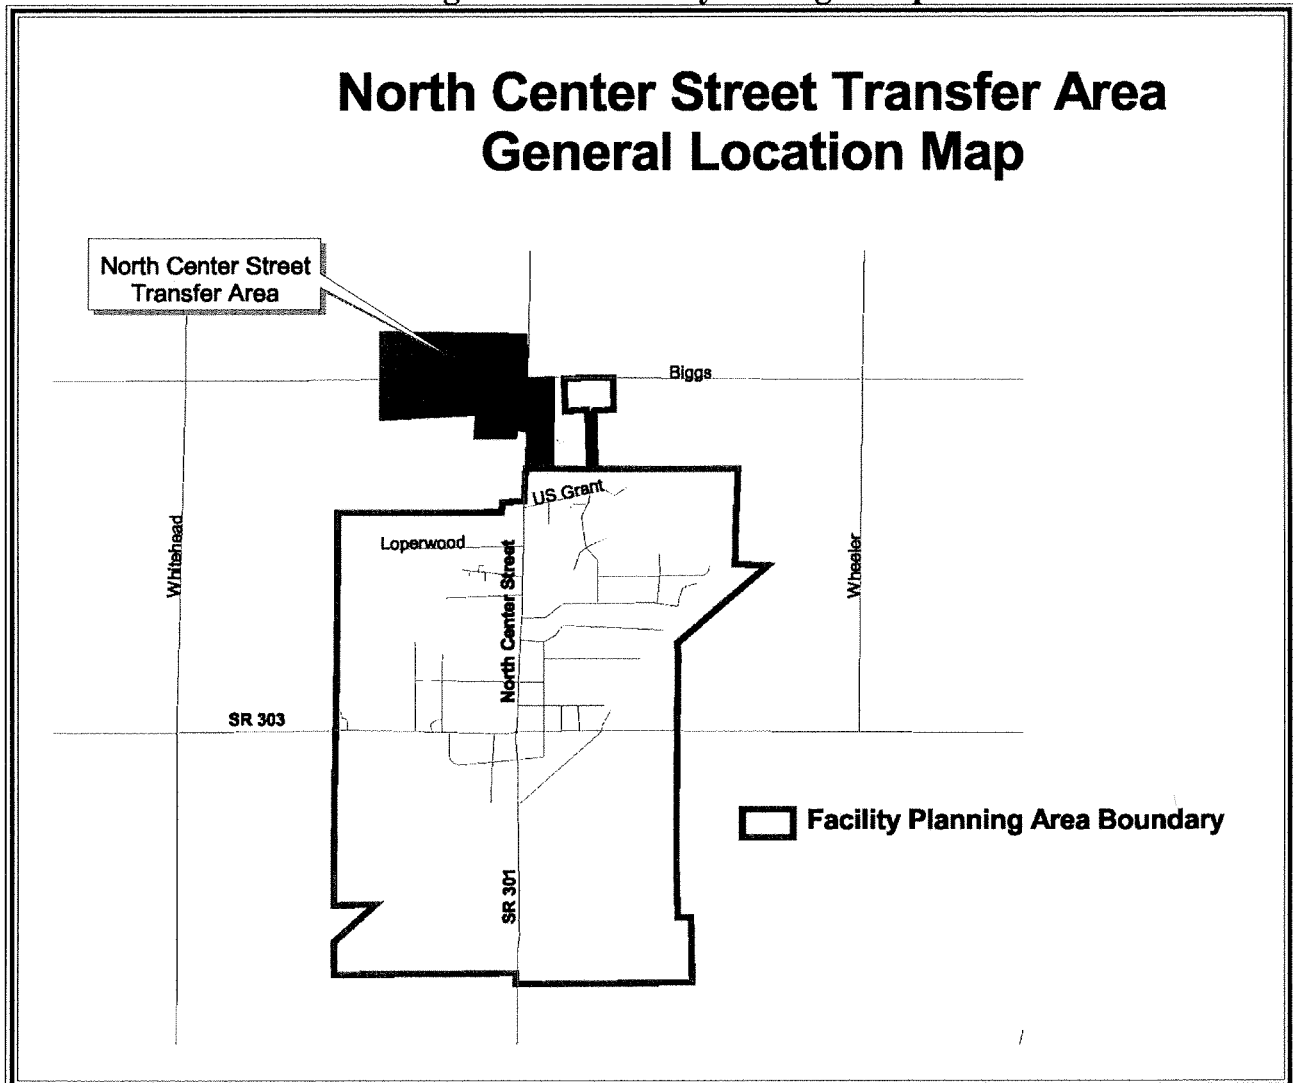 North Center Street Transfer Area
General Location Map
North Center Street
Transfer Area
Biggs
US Grant
Loperwood
Whitehead
North Center Street
Wheeler
SR 303
Facility Planning Area Boundary
SR 301